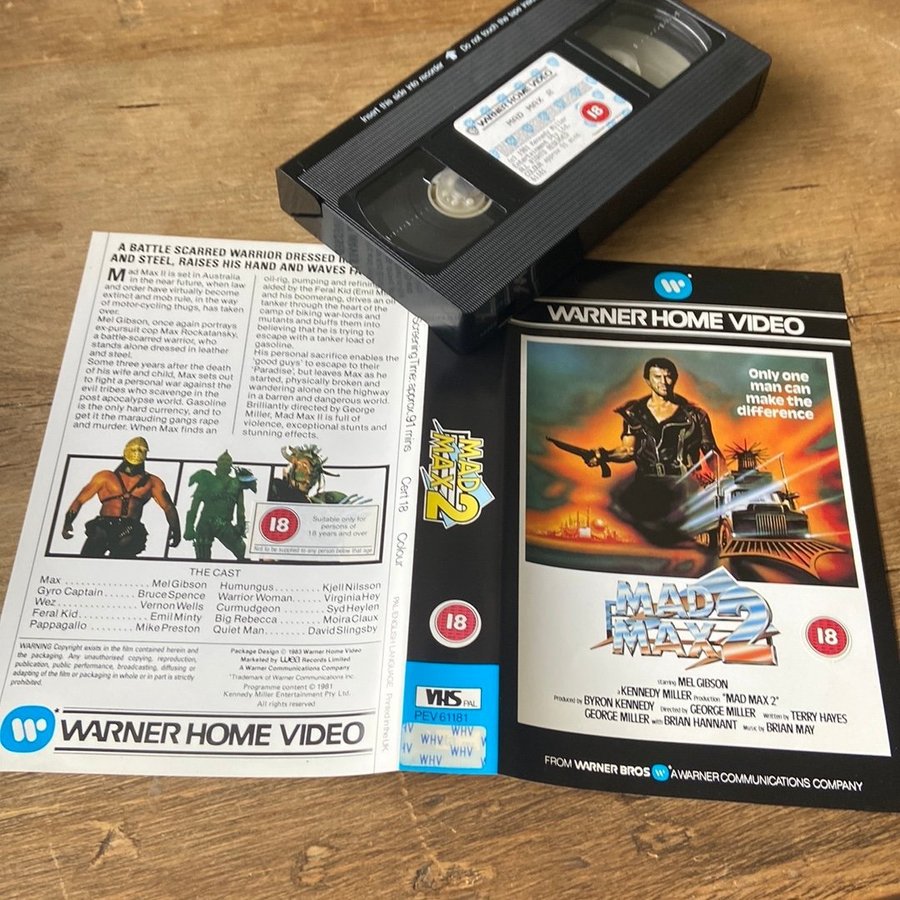 Insert this side into recorder Do not touch the tape inside
WARNER HOME VIDEO
MAD MAX 2
18
A BATTLE SCARRED WARRIOR DRESSED
AND STEEL, RAISES HIS HAND AND WAVES
Mad Max II is set in Australia
in the near future, when law
and order have virtually become
extinct and mob rule, in the way
of motor-cycling thugs, has taken
over.
Mel Gibson, once again portrays
ex-pursuit cop Max Rockatansky,
a battle-scarred warrior, who
stands alone dressed in leather
and steel.
Some three years after the death
of his wife and child, Max sets out
to fight a personal war against the
evil tribes who scavenge in the
post apocalypse world. Gasoline
is the only hard currency, and to
get it the marauding gangs rape
and murder. When Max finds an
oil-rig, pumping and refining
aided by the Feral Kid (Emil Minty
and his boomerang, drives an oil
tanker through the heart of the
camp of biking war-lords and
mutants and bluffs them into
believing that he is trying to
escape with a tanker load of
gasoline.
His personal sacrifice enables the
'good guys' to escape to their
'Paradise', but leaves Max as he
started, physically broken and
wandering alone on the highway
in a barren and dangerous world.
Brilliantly directed by George
Miller, Mad Max II is full of
violence, exceptional stunts and
stunning effects.
18
Suitable only for
persons of
18 years and over
Not to be supplied to any person below that age
THE CAST
Max . . . . . . . . . . . . Mel Gibson
Gyro Captain . . . . . . Bruce Spence
Wez . . . . . . . . . . . . Vernon Wells
Feral Kid . . . . . . . . . . Emil Minty
Pappagallo . . . . . . . Mike Preston
Humungus . . . . . . . . Kjell Nilsson
Warrior Woman . . . . Virginia Hey
Curmudgeon . . . . . . Syd Heylen
Big Rebecca . . . . . . Moira Claux
Quiet Man . . . . . . David Slingsby
WARNING Copyright exists in the film contained herein and
the packaging. Any unauthorised copying, reproduction,
publication, public performance, broadcasting, diffusing or
adapting of the film or packaging in whole or in part is strictly
prohibited.
Package Design © 1983 Warner Home Video
Marketed by wea Records Limited
A Warner Communications Company
*Trademark of Warner Communications Inc.
Programme content © 1981
Kennedy Miller Entertainment Pty Ltd.
All rights reserved
WARNER HOME VIDEO
Screening Time: approx. 91 mins Cert 18 Colour PAL ENGLISH LANGUAGE Printed in the UK
MAD
MAX 2
18
VHS PAL
PEV 61181
WHV WHV
WHV WHV
WARNER HOME VIDEO
Only one
man can
make the
difference
MAD
MAX 2
18
starring MEL GIBSON
a KENNEDY MILLER Production "MAD MAX 2"
Produced by BYRON KENNEDY Directed by GEORGE MILLER written by TERRY HAYES
GEORGE MILLER with BRIAN HANNANT Music by BRIAN MAY
FROM WARNER BROS A WARNER COMMUNICATIONS COMPANY